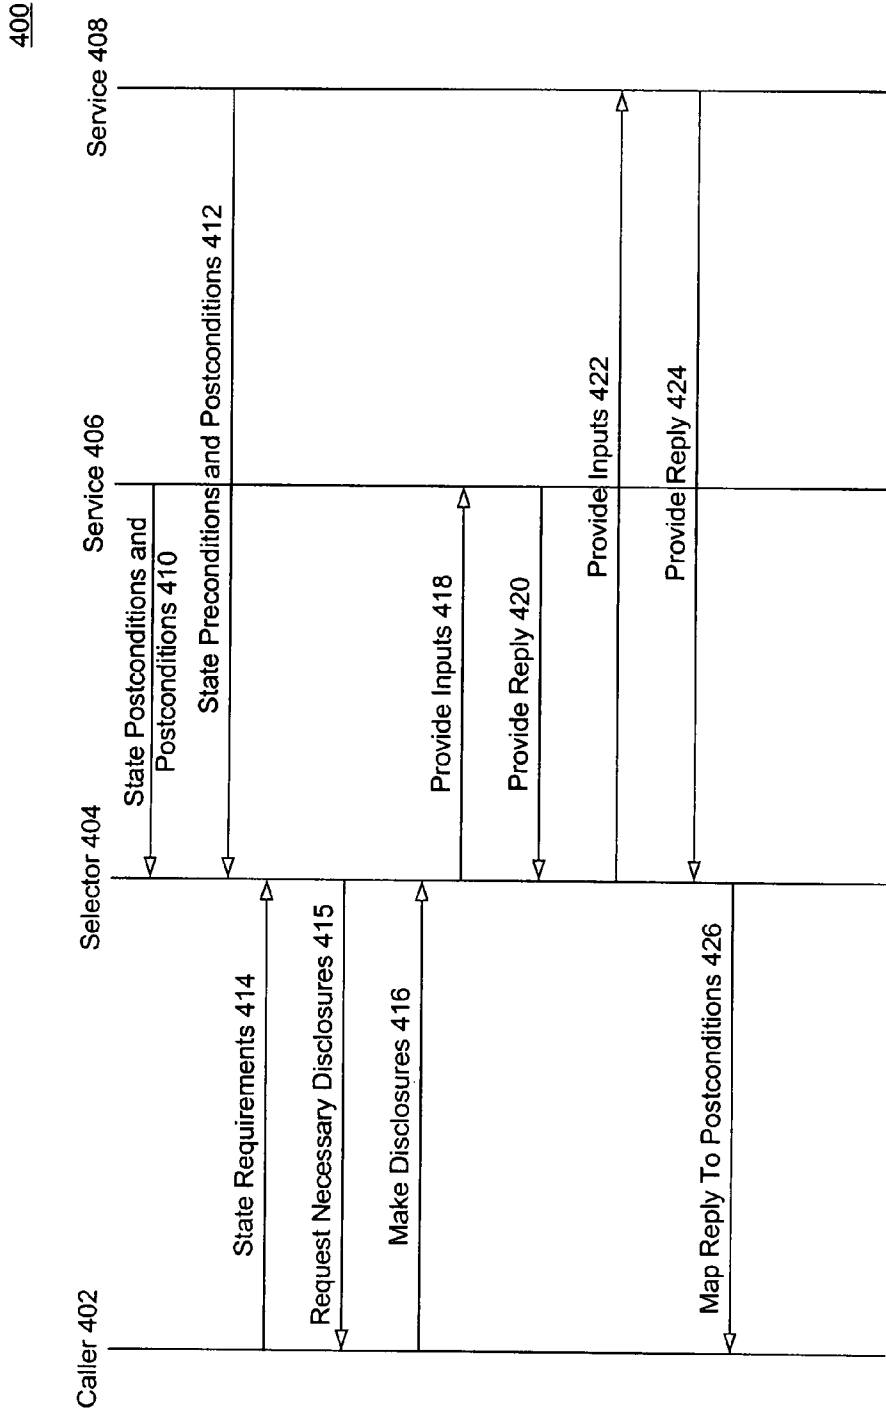 400
Caller 402
Selector 404
Service 406
Service 408
State Postconditions and
Postconditions 410
State Preconditions and Postconditions 412
State Requirements 414
Request Necessary Disclosures 415
Make Disclosures 416
Provide Inputs 418
Provide Reply 420
Provide Inputs 422
Provide Reply 424
Map Reply To Postconditions 426